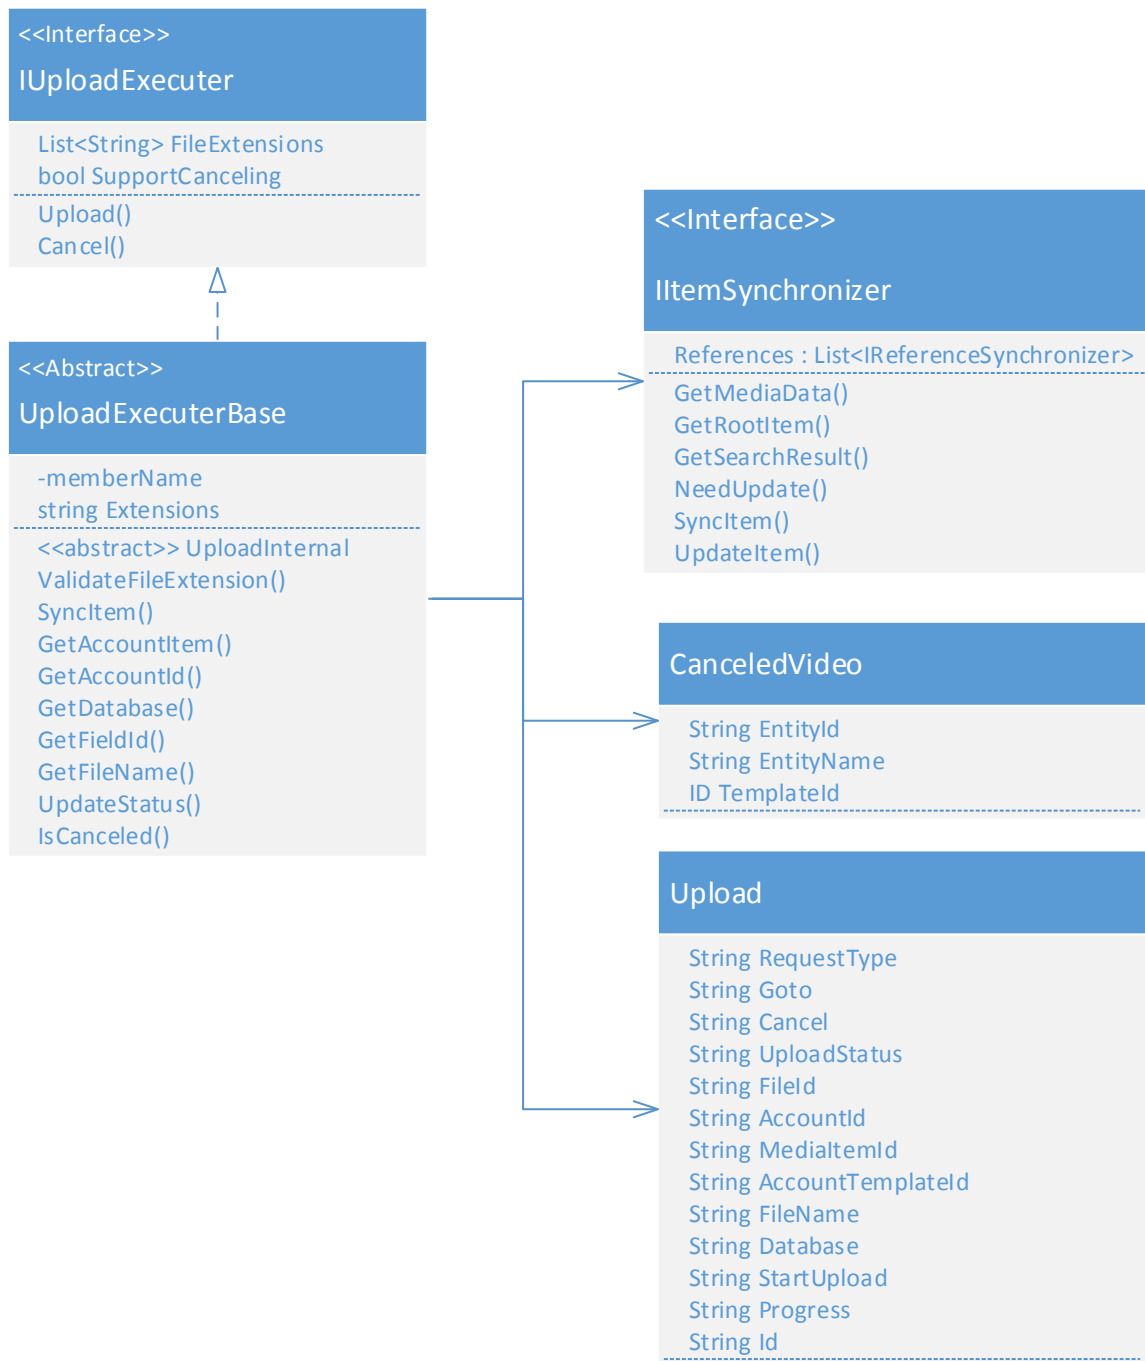 <<Interface>>
IUploadExecuter
List<String> FileExtensions
bool SupportCanceling
Upload()
Cancel()
<<Abstract>>
UploadExecuterBase
-memberName
string Extensions
<<abstract>> UploadInternal
ValidateFileExtension()
SyncItem()
GetAccountItem()
GetAccountId()
GetDatabase()
GetFieldId()
GetFileName()
UpdateStatus()
IsCanceled()
<<Interface>>
IItemSynchronizer
References : List<IReferenceSynchronizer>
GetMediaData()
GetRootItem()
GetSearchResult()
NeedUpdate()
SyncItem()
UpdateItem()
CanceledVideo
String EntityId
String EntityName
ID TemplateId
Upload
String RequestType
String Goto
String Cancel
String UploadStatus
String FileId
String AccountId
String MediaItemId
String AccountTemplateId
String FileName
String Database
String StartUpload
String Progress
String Id